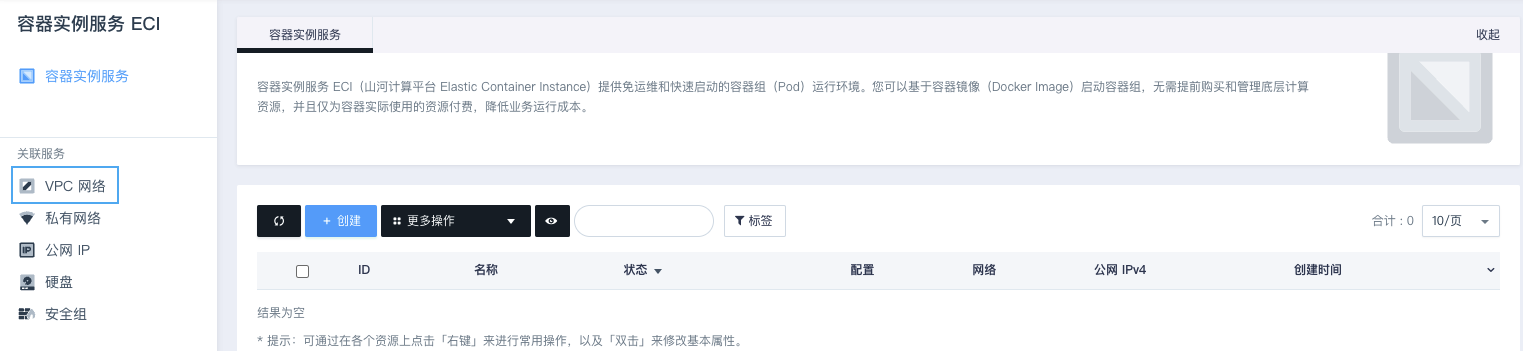 容器实例服务 ECI
容器实例服务
关联服务
VPC 网络
私有网络
公网 IP
硬盘
安全组
容器实例服务
收起
容器实例服务 ECI（山河计算平台 Elastic Container Instance）提供免运维和快速启动的容器组（Pod）运行环境。您可以基于容器镜像（Docker Image）启动容器组，无需提前购买和管理底层计算
资源，并且仅为容器实际使用的资源付费，降低业务运行成本。
+ 创建
更多操作
标签
合计：0
10/页
ID 名称 状态 配置 网络 公网 IPv4 创建时间
结果为空
* 提示：可通过在各个资源上点击「右键」来进行常用操作，以及「双击」来修改基本属性。